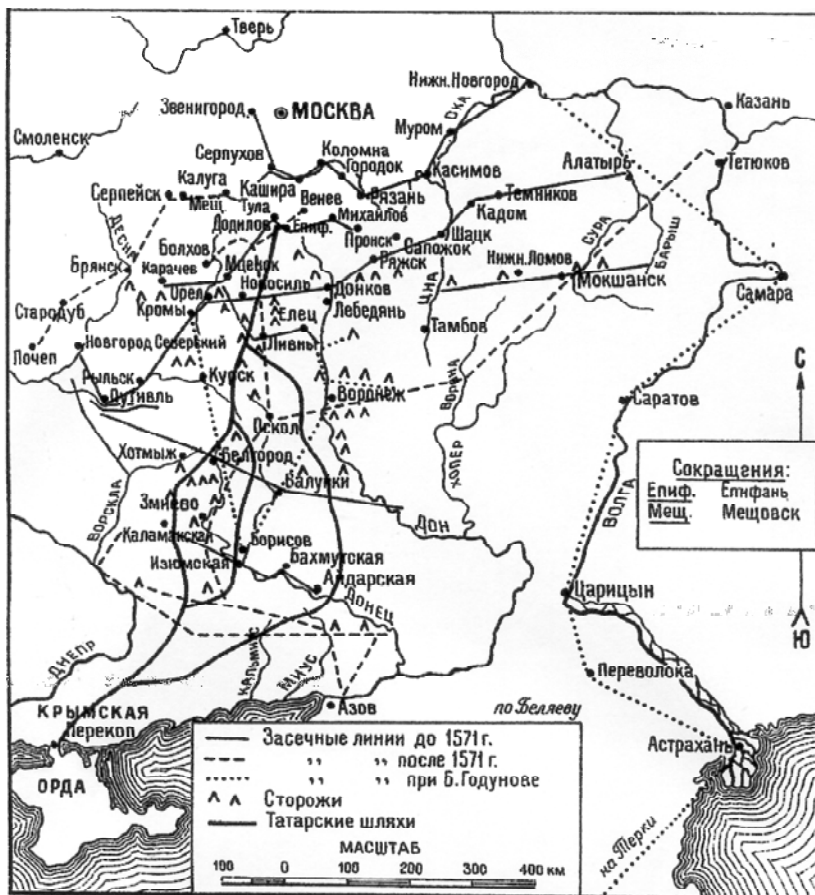 Тверь
Нижн.Новгород
Казань
Звенигород
МОСКВА
ОКА
Муром
Смоленск
Серпухов
Коломна
Городок
Касимов
Алатырь
Тетюков
Серпейск
Калуга
Кашира
Венев
Рязань
Темников
Мещ.
Тула
Михайлов
Кадом
Дедилов
Епиф.
Пронск
Шацк
Сапожок
ДЕСНА
Болхов
СУРА
БАРЫШ
Брянск
Карачев
Мценск
Ряжск
Нижн.Ломов
ЦНА
Мокшанск
Самара
Орел
Новосиль
Донков
Стародуб
Кромы
Елец
Лебедянь
Тамбов
Почеп
Новгород Северский
Ливны
Рыльск
Курск
ВОРОНА
Воронеж
Путивль
Саратов
Оскол
С
Хотмыж
Белгород
ХОПЕР
Сокращения:
Епиф. Епифань
Мещ. Мещовск
Валуйки
ВОЛГА
Змиево
ВОРСКЛА
Каламажская
ДОН
Борисов
Изюмская
Бахмутская
Айдарская
ДОНЕЦ
Царицын
Ю
ДНЕПР
КАЛЬМИУС
МИУС
Переволока
Азов
по Беляеву
КРЫМСКАЯ
Перекоп
ОРДА
Астрахань
на Терки
Засечные линии до 1571 г.
,, ,, после 1571 г.
,, ,, при Б.Годунове
Сторожи
Татарские шляхи
МАСШТАБ
100 0 100 200 300 400 км